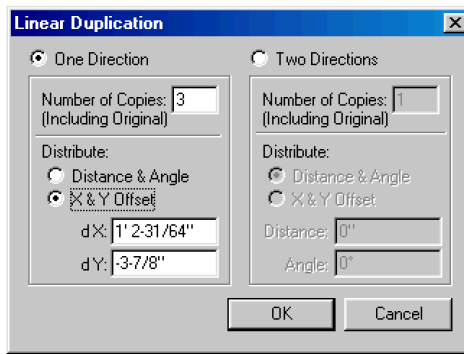 Linear Duplication
One Direction
Number of Copies: 3
(Including Original)
Distribute:
Distance & Angle
X & Y Offset
dX: 1' 2-31/64"
dY: -3-7/8"
Two Directions
Number of Copies: 1
(Including Original)
Distribute:
Distance & Angle
X & Y Offset
Distance: 0"
Angle: 0°
OK Cancel